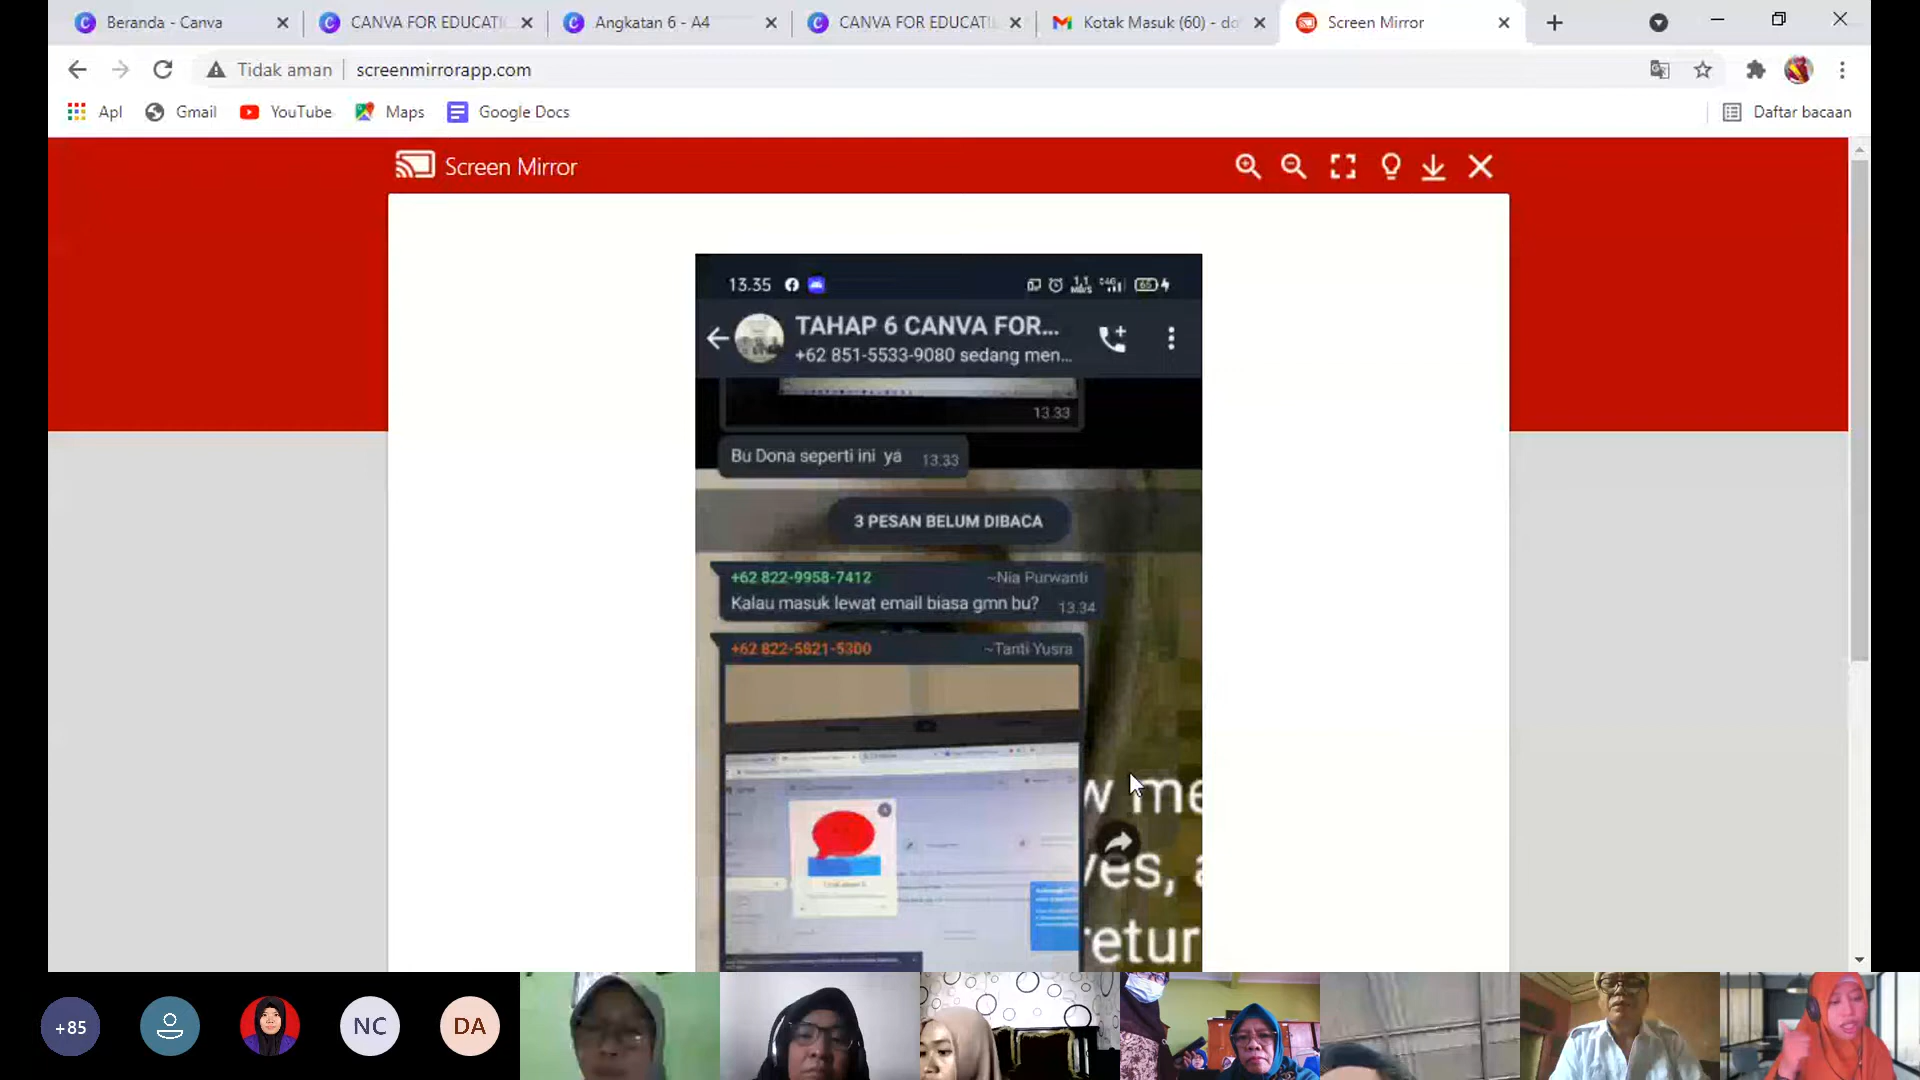 Beranda - Canva
CANVA FOR EDUCATI
Angkatan 6 - A4
CANVA FOR EDUCATI
Kotak Masuk (60) - do
Screen Mirror
Tidak aman
screenmirrorapp.com
Apl
Gmail
YouTube
Maps
Google Docs
Daftar bacaan
Screen Mirror
13.35
65
TAHAP 6 CANVA FOR...
+62 851-5533-9080 sedang men...
13.33
Bu Dona seperti ini ya 13.33
3 PESAN BELUM DIBACA
+62 822-9958-7412 ~Nia Purwanti
Kalau masuk lewat email biasa gmn bu? 13.34
+62 822-5821-5300 ~Tanti Yusra
w me
ves, a
retur
+85
NC
DA